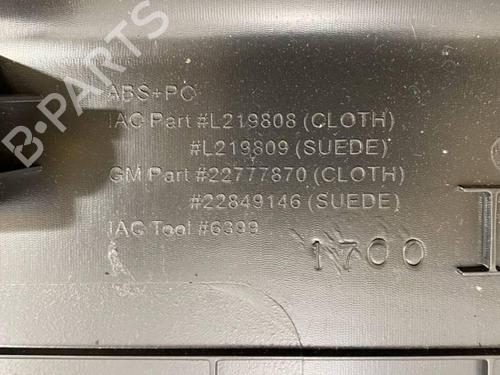 B-PARTS
ABS+PC
IAC Part #L219808 (CLOTH)
#L219809 (SUEDE)
GM Part #22777870 (CLOTH)
#22849146 (SUEDE)
IAC Tool #6399
1700